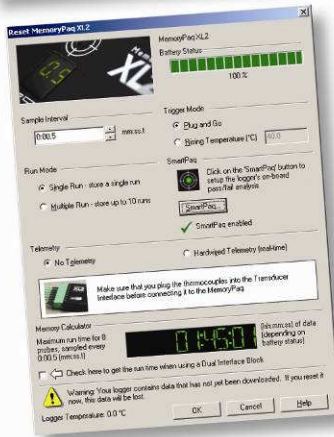 Reset MemoryPaq XL2
MemoryPaq XL2
Battery Status
100 %
Sample Interval
0:00.5
mm:ss.t
Trigger Mode
Plug and Go
Rising Temperature (°C)
40.0
Run Mode
Single Run - store a single run
Multiple Run - store up to 10 runs
SmartPaq
Click on the 'SmartPaq' button to
setup the logger's on-board
pass/fail analysis
SmartPaq...
SmartPaq enabled
Telemetry
No Telemetry
Hardwired Telemetry (real-time)
Make sure that you plug the thermocouples into the Transducer
Interface before connecting it to the MemoryPaq
Memory Calculator
Maximum run time for 8
probes, sampled every
0:00.5 (mm:ss.t)
01:46:01
(hh:mm:ss) of data
(depending on
battery status)
Check here to get the run time when using a Dual Interface Block
Warning: Your logger contains data that has not yet been downloaded. If you reset it
now, this data will be lost.
Logger Temperature: 0.0 °C
OK
Cancel
Help